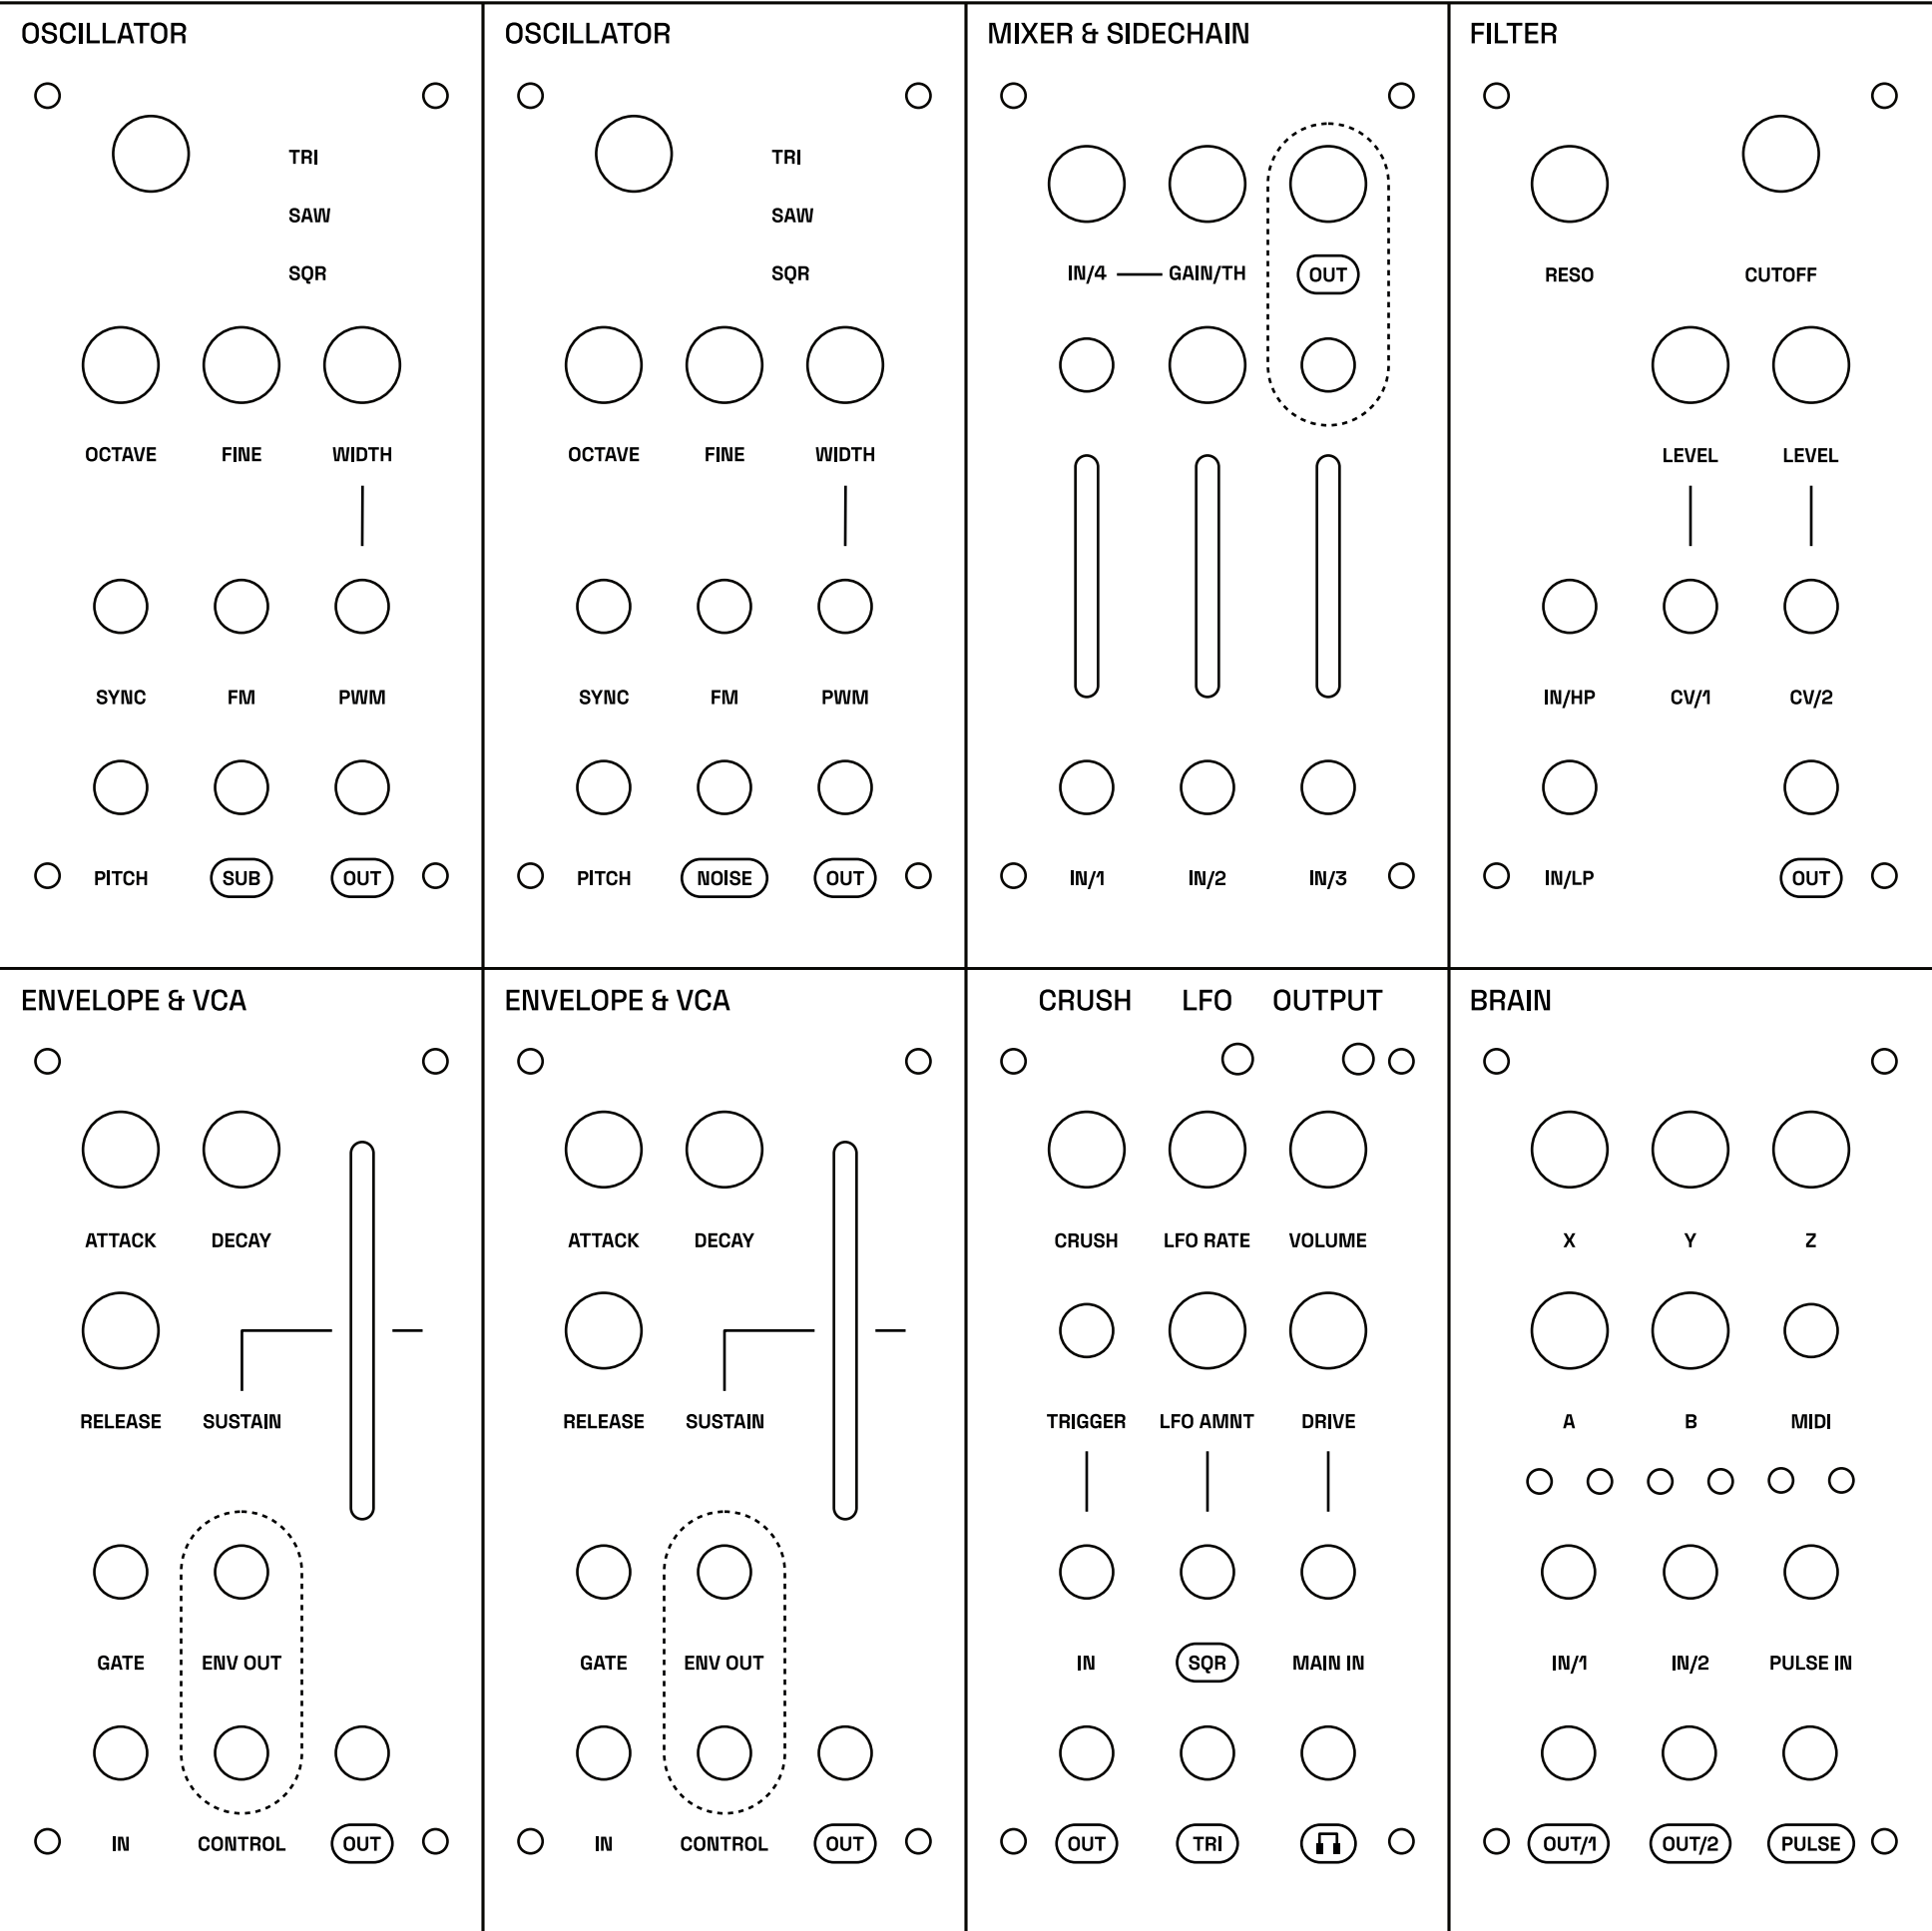 OSCILLATOR
TRI
SAW
SQR
OCTAVE FINE WIDTH
SYNC FM PWM
PITCH SUB OUT
OSCILLATOR
TRI
SAW
SQR
OCTAVE FINE WIDTH
SYNC FM PWM
PITCH NOISE OUT
MIXER & SIDECHAIN
IN/4 GAIN/TH OUT
IN/1 IN/2 IN/3
FILTER
RESO CUTOFF
LEVEL LEVEL
IN/HP CV/1 CV/2
IN/LP OUT
ENVELOPE & VCA
ATTACK DECAY
RELEASE SUSTAIN
GATE ENV OUT
IN CONTROL OUT
ENVELOPE & VCA
ATTACK DECAY
RELEASE SUSTAIN
GATE ENV OUT
IN CONTROL OUT
CRUSH LFO OUTPUT
CRUSH LFO RATE VOLUME
TRIGGER LFO AMNT DRIVE
IN SQR MAIN IN
OUT TRI
BRAIN
X Y Z
A B MIDI
IN/1 IN/2 PULSE IN
OUT/1 OUT/2 PULSE